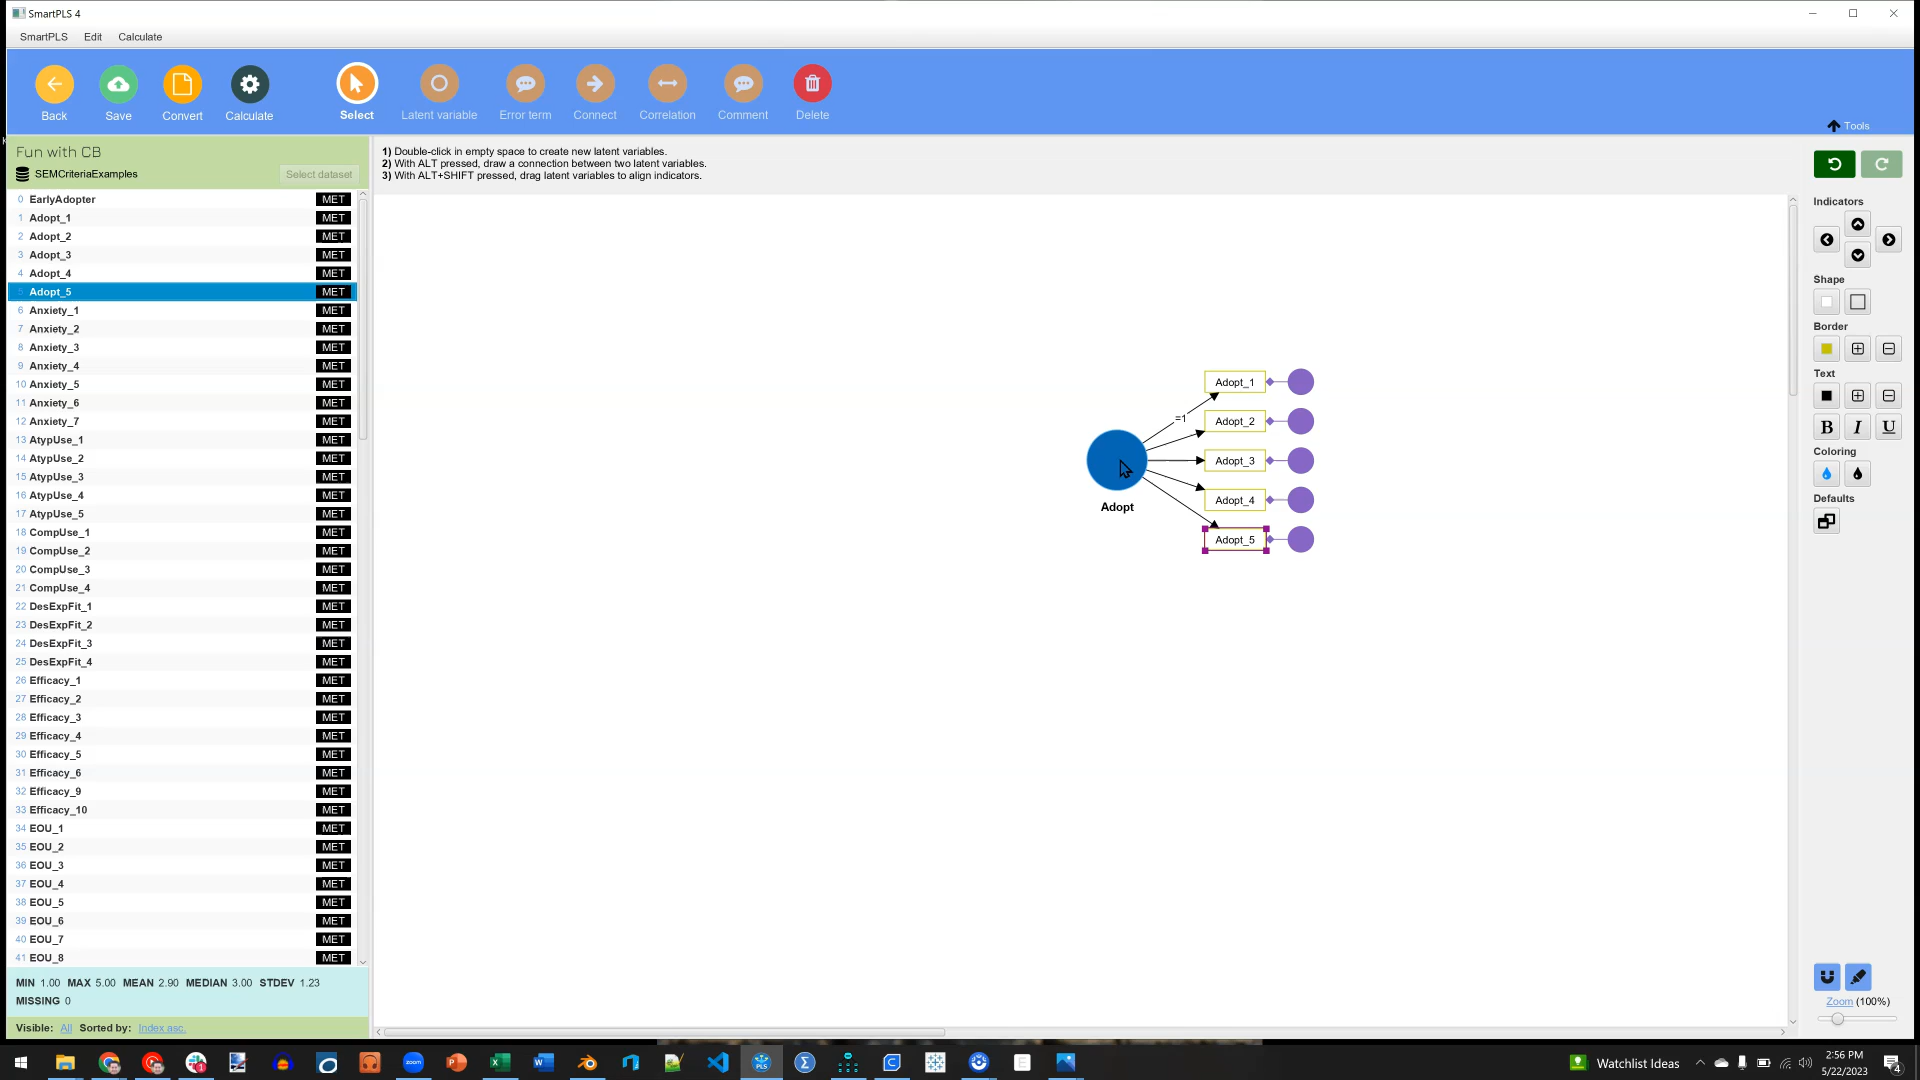 SmartPLS 4
SmartPLS Edit Calculate
Back Save Convert Calculate Select Latent variable Error term Connect Correlation Comment Delete
Tools
Fun with CB
SEMCriteriaExamples Select dataset
1) Double-click in empty space to create new latent variables.
2) With ALT pressed, draw a connection between two latent variables.
3) With ALT+SHIFT pressed, drag latent variables to align indicators.
0 EarlyAdopter MET
1 Adopt_1 MET
2 Adopt_2 MET
3 Adopt_3 MET
4 Adopt_4 MET
5 Adopt_5 MET
6 Anxiety_1 MET
7 Anxiety_2 MET
8 Anxiety_3 MET
9 Anxiety_4 MET
10 Anxiety_5 MET
11 Anxiety_6 MET
12 Anxiety_7 MET
13 AtypUse_1 MET
14 AtypUse_2 MET
15 AtypUse_3 MET
16 AtypUse_4 MET
17 AtypUse_5 MET
18 CompUse_1 MET
19 CompUse_2 MET
20 CompUse_3 MET
21 CompUse_4 MET
22 DesExpFit_1 MET
23 DesExpFit_2 MET
24 DesExpFit_3 MET
25 DesExpFit_4 MET
26 Efficacy_1 MET
27 Efficacy_2 MET
28 Efficacy_3 MET
29 Efficacy_4 MET
30 Efficacy_5 MET
31 Efficacy_6 MET
32 Efficacy_9 MET
33 Efficacy_10 MET
34 EOU_1 MET
35 EOU_2 MET
36 EOU_3 MET
37 EOU_4 MET
38 EOU_5 MET
39 EOU_6 MET
40 EOU_7 MET
41 EOU_8 MET
MIN 1.00 MAX 5.00 MEAN 2.90 MEDIAN 3.00 STDEV 1.23
MISSING 0
Visible: All Sorted by: Index asc.
Adopt_1
=1
Adopt_2
Adopt_3
Adopt_4
Adopt
Adopt_5
Indicators
Shape
Border
Text
B I U
Coloring
Defaults
Zoom (100%)
zoom
PLS
Watchlist Ideas
2:56 PM
5/22/2023
4